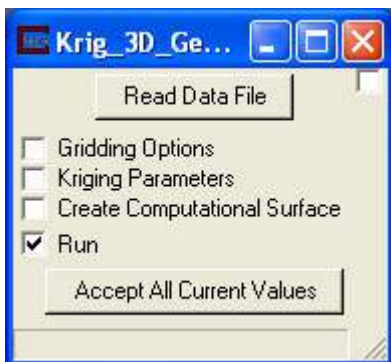 Krig_3D_Ge...
Read Data File
Gridding Options
Kriging Parameters
Create Computational Surface
Run
Accept All Current Values